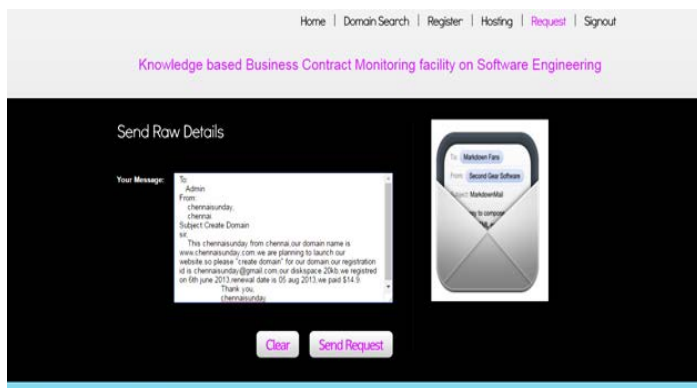 Home | Domain Search | Register | Hosting | Request | Signout
Knowledge based Business Contract Monitoring facility on Software Engineering
Send Raw Details
Your Message:
To
Admin
From:
chennaisunday,
chennai
Subject Create Domain
sir,
This chennaisunday from chennai,our domain name is
www.chennaisunday.com we are planning to launch our
website.so please "create domain" for our domain.our registration
id is chennaisunday@gmail.com.our diskspace 20kb.we registred
on 6th june 2013,renewal date is 05 aug 2013,we paid $14.9.
Thank you,
chennaisunday
Clear Send Request
To: Markdown Fans
From: Second Gear Software
Subject: MarkdownMail
to compose